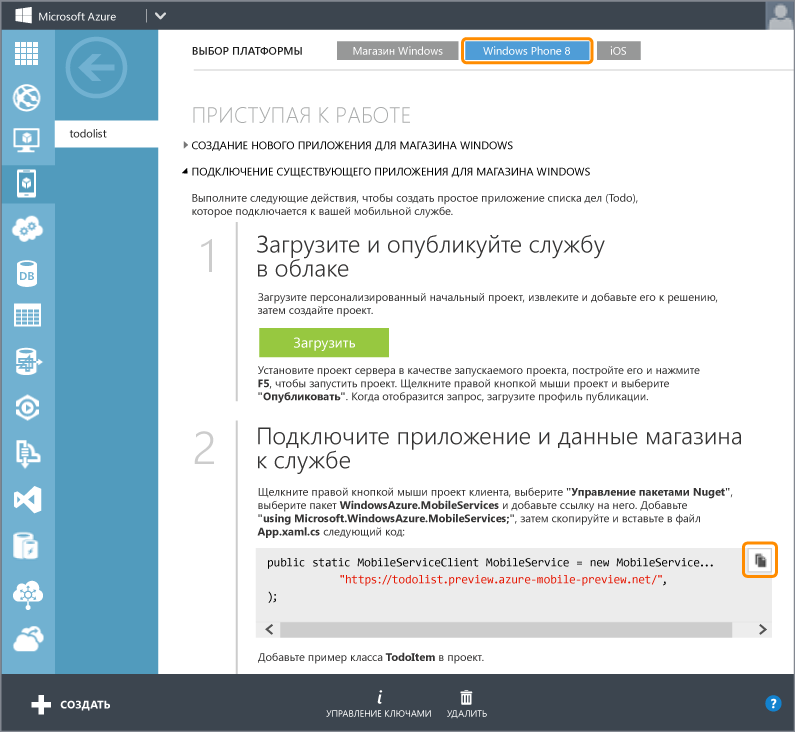 Microsoft Azure
ВЫБОР ПЛАТФОРМЫ
Магазин Windows
Windows Phone 8
iOS
todolist
ПРИСТУПАЯ К РАБОТЕ
СОЗДАНИЕ НОВОГО ПРИЛОЖЕНИЯ ДЛЯ МАГАЗИНА WINDOWS
ПОДКЛЮЧЕНИЕ СУЩЕСТВУЮЩЕГО ПРИЛОЖЕНИЯ ДЛЯ МАГАЗИНА WINDOWS
Выполните следующие действия, чтобы создать простое приложение списка дел (Todo),
которое подключается к вашей мобильной службе.
1
Загрузите и опубликуйте службу
в облаке
Загрузите персонализированный начальный проект, извлеките и добавьте его к решению,
затем создайте проект.
Загрузить
Установите проект сервера в качестве запускаемого проекта, постройте его и нажмите
F5, чтобы запустить проект. Щелкните правой кнопкой мыши проект и выберите
"Опубликовать". Когда отобразится запрос, загрузите профиль публикации.
2
Подключите приложение и данные магазина
к службе
Щелкните правой кнопкой мыши проект клиента, выберите "Управление пакетами Nuget",
выберите пакет WindowsAzure.MobileServices и добавьте ссылку на него. Добавьте
"using Microsoft.WindowsAzure.MobileServices;", затем скопируйте и вставьте в файл
App.xaml.cs следующий код:
public static MobileServiceClient MobileService = new MobileService...
"https://todolist.preview.azure-mobile-preview.net/",
);
Добавьте пример класса TodoItem в проект.
DB
СОЗДАТЬ
УПРАВЛЕНИЕ КЛЮЧАМИ
УДАЛИТЬ
?